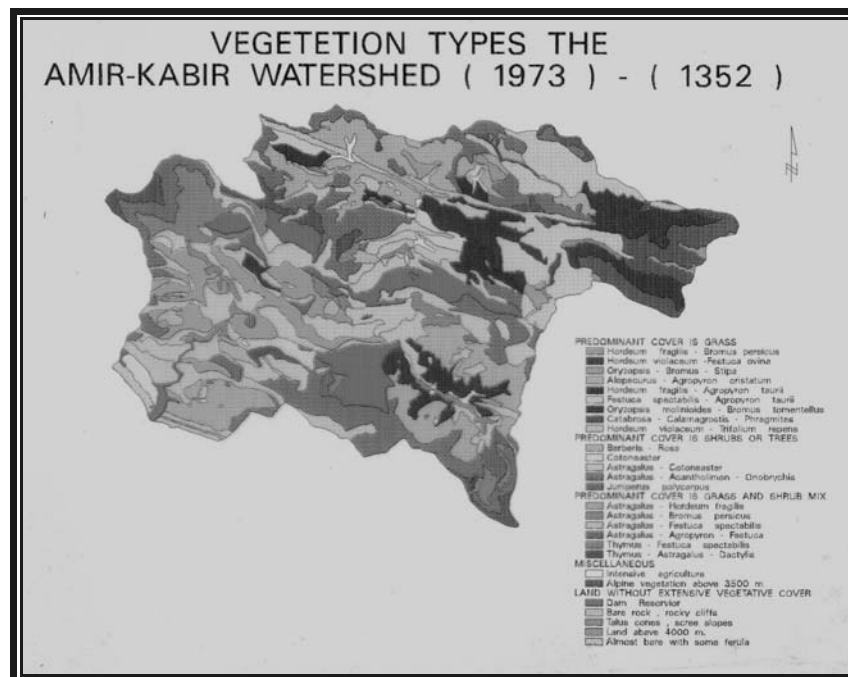 VEGETETION TYPES THE
AMIR-KABIR WATERSHED ( 1973 ) - ( 1352 )
PREDOMINANT COVER IS GRASS
Hordeum fragilis - Bromus persicus
Hordeum violaceum - Festuca ovina
Oryzopsis - Bromus - Stipa
Alopecurus - Agropyron cristatum
Hordeum fragilis - Agropyron taurii
Festuca spectabilis - Agropyron taurii
Oryzopsis molinioides - Bromus tomentellus
Catabrosa - Calamagrostis - Phragmites
Hordeum violaceum - Trifolium repens
PREDOMINANT COVER IS SHRUBS OR TREES
Berberis - Rosa
Cotoneaster
Astragalus - Cotoneaster
Astragalus - Acantholimon - Onobrychis
Juniperus polycarpus
PREDOMINANT COVER IS GRASS AND SHRUB MIX
Astragalus - Hordeum fragilis
Astragalus - Bromus persicus
Astragalus - Festuca spectabilis
Astragalus - Agropyron - Festuca
Thymus - Festuca spectabilis
Thymus - Astragalus - Dactylis
MISCELLANEOUS
Intensive agriculture
Alpine vegetation above 3500 m.
LAND WITHOUT EXTENSIVE VEGETATIVE COVER
Dam Reservior
Bare rock , rocky cliffs
Talus cones , scree slopes
Land above 4000 m.
Almost bare with some ferula